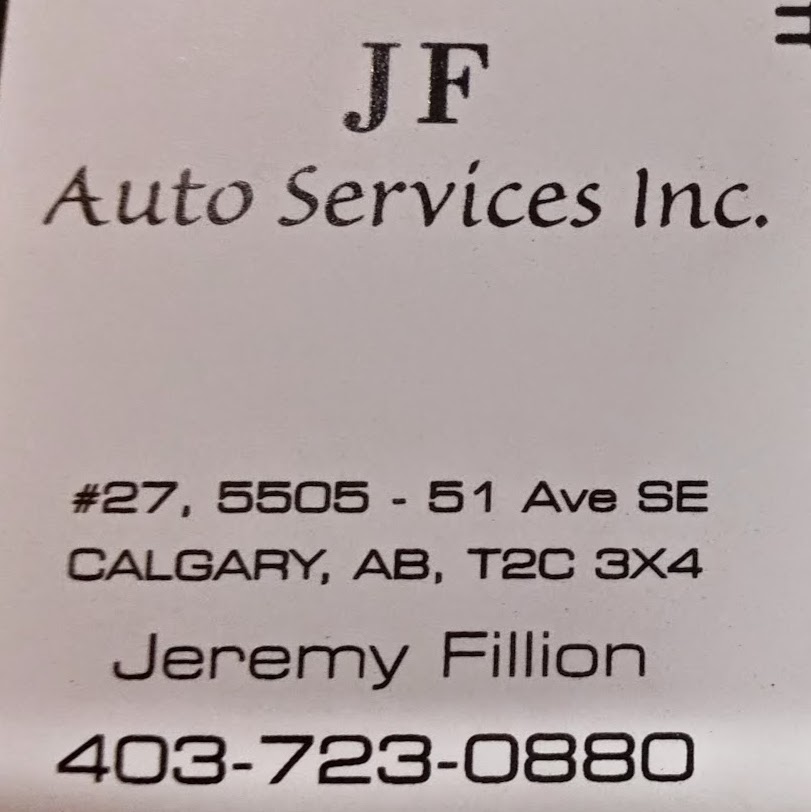 JF
Auto Services Inc.
#27, 5505 - 51 Ave SE
CALGARY, AB, T2C 3X4
Jeremy Fillion
403-723-0880